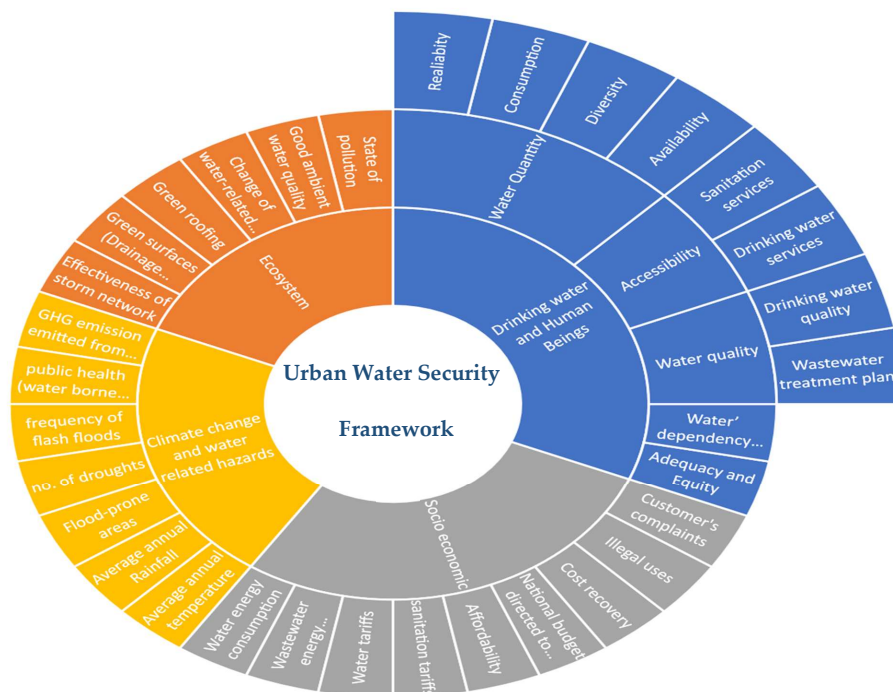 Urban Water Security
Framework
Drinking water
and Human
Beings
Water Quantity
Realiabity
Consumption
Diversity
Availability
Accessibility
Sanitation
services
Drinking water
services
Water quality
Drinking water
quality
Wastewater
treatment plan
Water’
dependency...
Adequacy and
Equity
Socio economic
Customer's
complaints
Illegal uses
Cost recovery
National budget
directed to...
Affordability
Sanitation tariffs
Water tariffs
Wastewater
energy...
Water energy
consumption
Climate change
and water
related hazards
Average annual
temperature
Average annual
Rainfall
Flood-prone
areas
no. of droughts
frequency of
flash floods
public health
(water borne...
GHG emission
emitted from...
Ecosystem
Effectiveness of
storm network
Green surfaces
(Drainage...
Green roofing
Change of
water-related...
Good ambient
water quality
State of
pollution